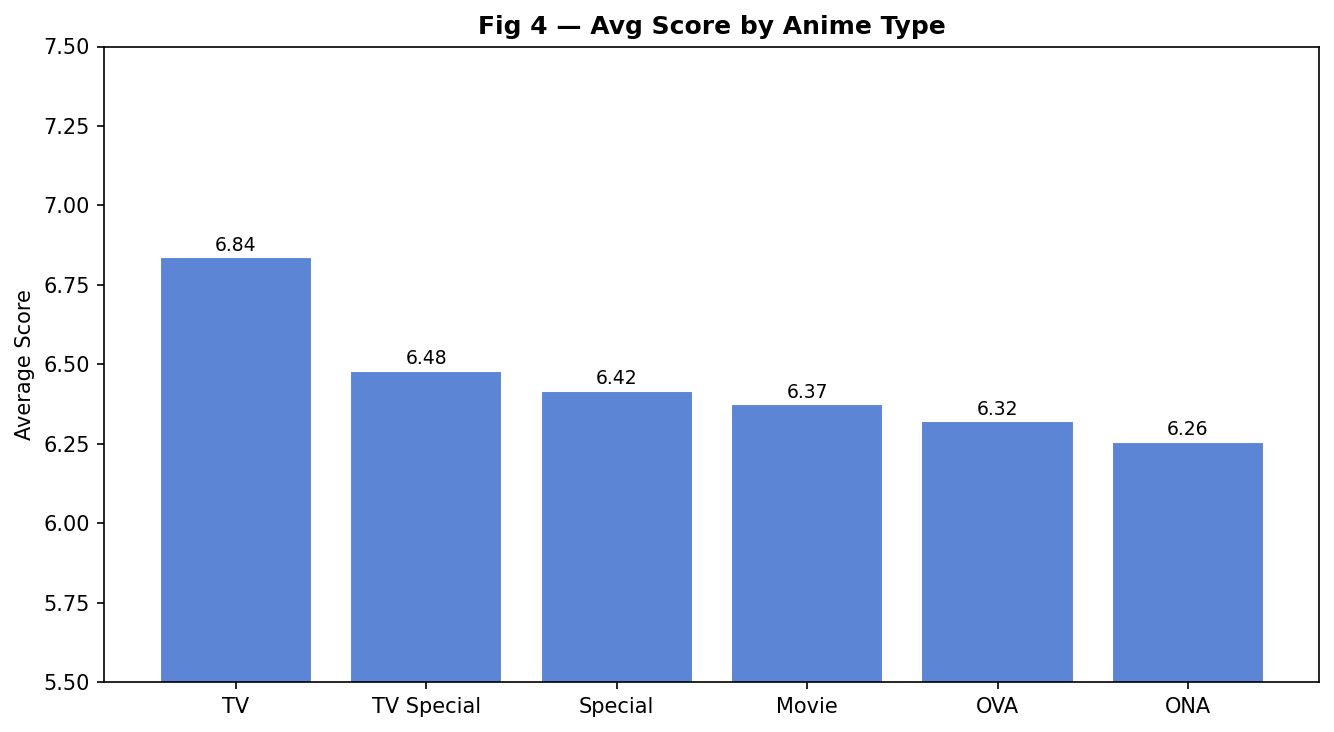 Fig 4 — Avg Score by Anime Type
Average Score
7.50
7.25
7.00
6.75
6.50
6.25
6.00
5.75
5.50
6.84
6.48
6.42
6.37
6.32
6.26
TV
TV Special
Special
Movie
OVA
ONA